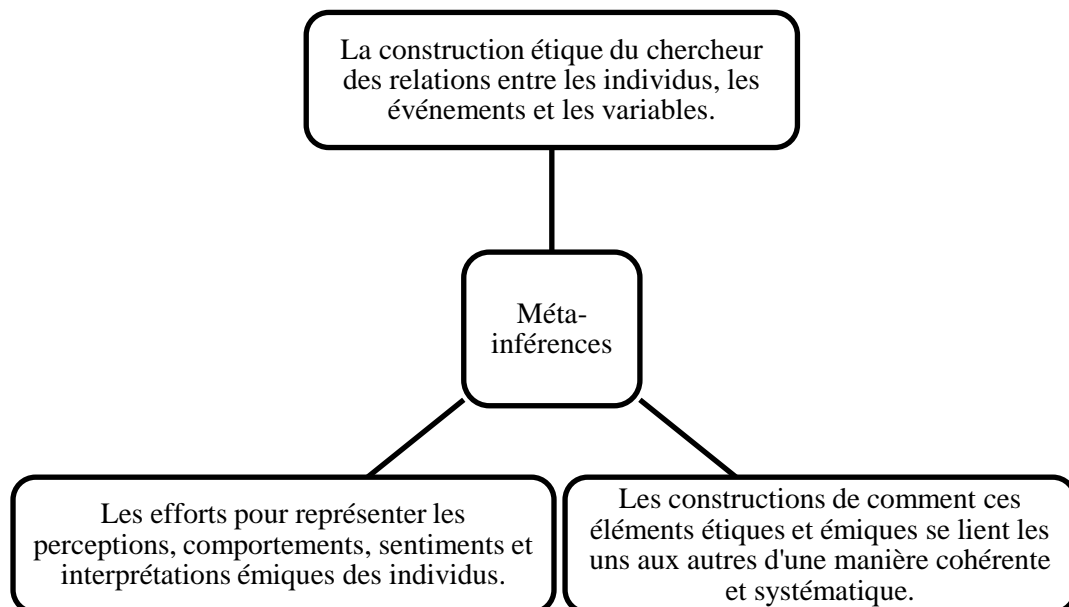 La construction étique du chercheur
des relations entre les individus, les
événements et les variables.
Méta-
inférences
Les efforts pour représenter les
perceptions, comportements, sentiments et
interprétations émiques des individus.
Les constructions de comment ces
éléments étiques et émiques se lient les
uns aux autres d'une manière cohérente
et systématique.